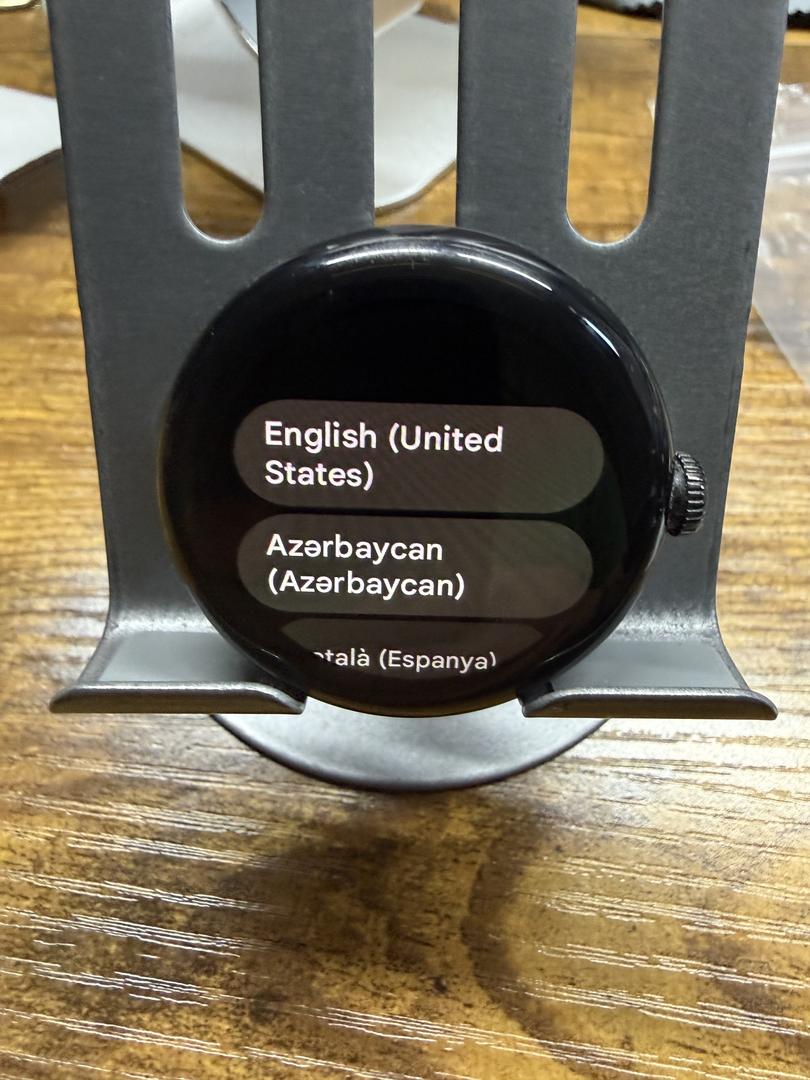 English (United
States)
Azərbaycan
(Azərbaycan)
(Espanya)